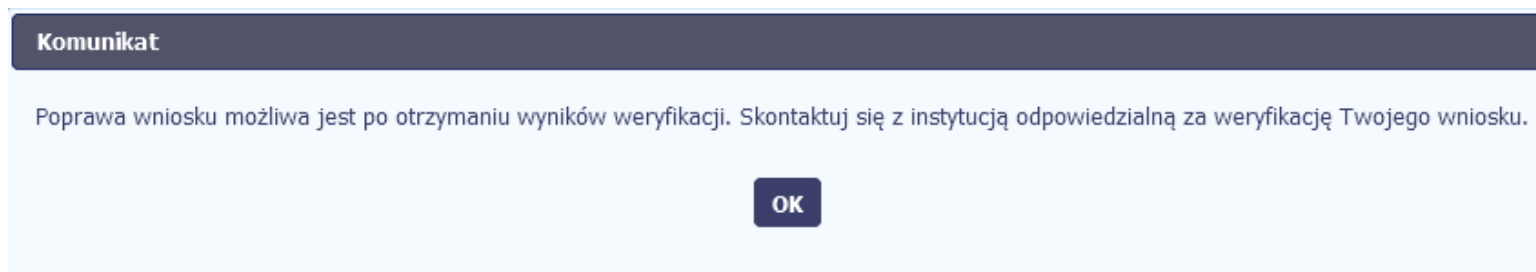 Komunikat
Poprawa wniosku możliwa jest po otrzymaniu wyników weryfikacji. Skontaktuj się z instytucją odpowiedzialną za weryfikację Twojego wniosku.
OK